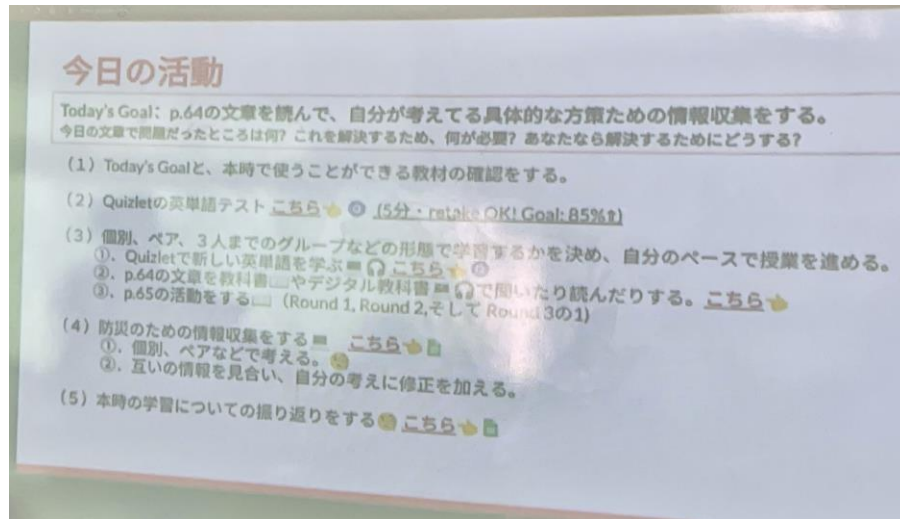 今日の活動
Today's Goal: p.64の文章を読んで、自分が考えてる具体的な方策ための情報収集をする。
今日の文章で問題だったところは何？これを解決するため、何が必要？あなたなら解決するためにどうする？
（1）Today's Goalと、本時で使うことができる教材の確認をする。
（2）Quizletの英単語テスト こちら👈 (5分・retake OK! Goal: 85%↑)
（3）個別、ペア、３人までのグループなどの形態で学習するかを決め、自分のペースで授業を進める。
①．Quizletで新しい英単語を学ぶ💻🎧 こちら👈
②．p.64の文章を教科書📖やデジタル教科書💻🎧で聞いたり読んだりする。こちら👈
③．p.65の活動をする📖（Round 1, Round 2,そして Round 3の1)
（4）防災のための情報収集をする💻 こちら👈
①．個別、ペアなどで考える。🧐
②．互いの情報を見合い、自分の考えに修正を加える。
（5）本時の学習についての振り返りをする🧐 こちら👈